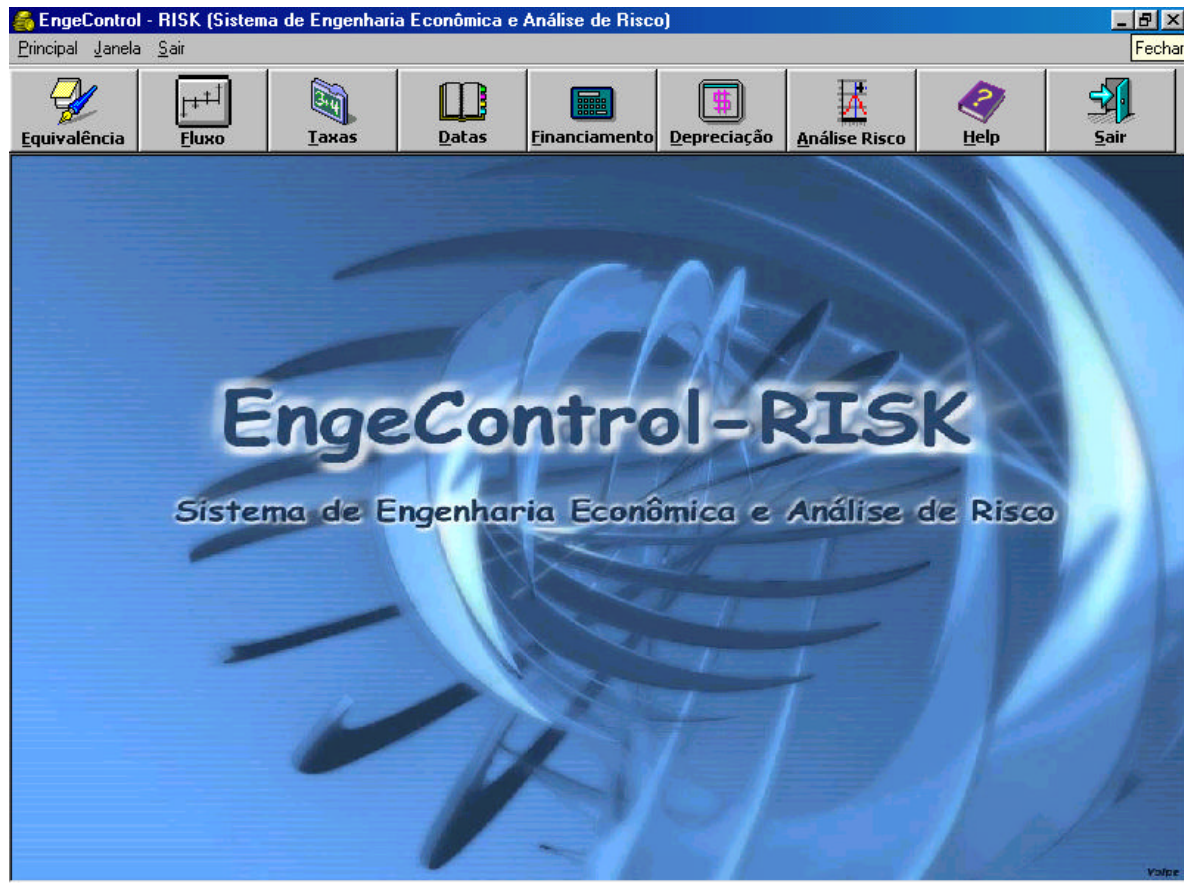 EngeControl - RISK (Sistema de Engenharia Econômica e Análise de Risco)
Principal Janela Sair
Fechar
Equivalência Fluxo Taxas Datas Financiamento Depreciação Análise Risco Help Sair
EngeControl-RISK
Sistema de Engenharia Econômica e Análise de Risco
Volpe